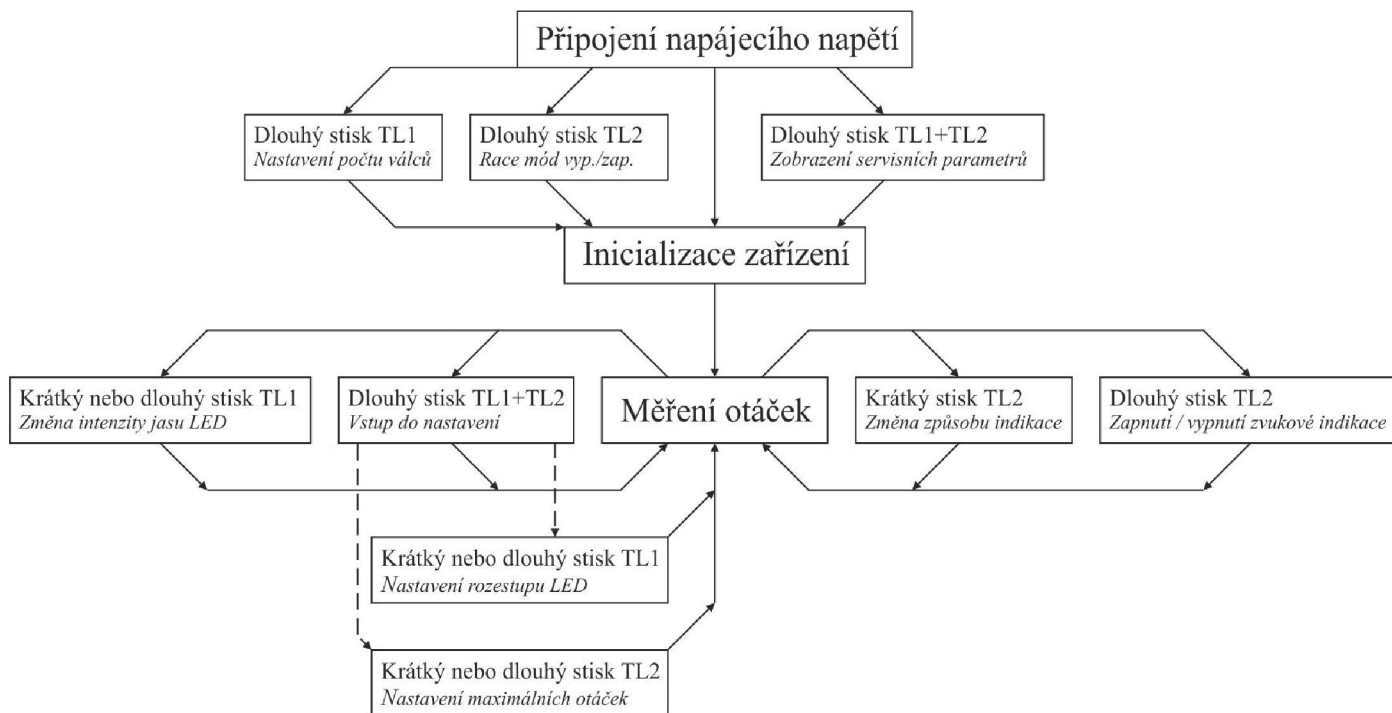 Připojení napájecího napětí
Dlouhý stisk TL1
Nastavení počtu válců
Dlouhý stisk TL2
Race mód vyp./zap.
Dlouhý stisk TL1+TL2
Zobrazení servisních parametrů
Inicializace zařízení
Krátký nebo dlouhý stisk TL1
Změna intenzity jasu LED
Dlouhý stisk TL1+TL2
Vstup do nastavení
Měření otáček
Krátký stisk TL2
Změna způsobu indikace
Dlouhý stisk TL2
Zapnutí / vypnutí zvukové indikace
Krátký nebo dlouhý stisk TL1
Nastavení rozestupu LED
Krátký nebo dlouhý stisk TL2
Nastavení maximálních otáček